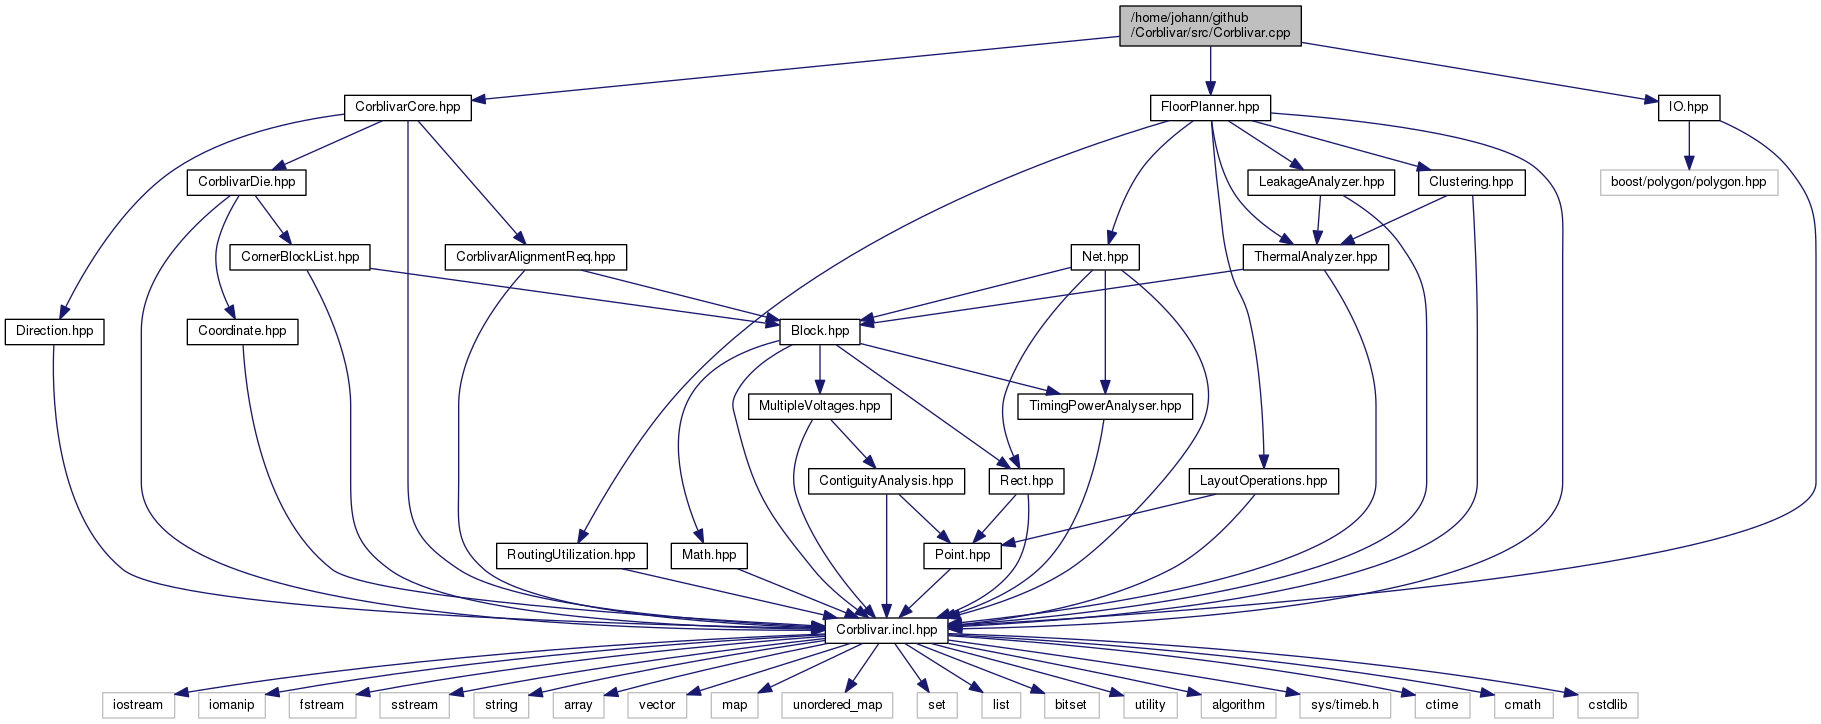 /home/johann/github
/Corblivar/src/Corblivar.cpp
CorblivarCore.hpp
FloorPlanner.hpp
IO.hpp
CorblivarDie.hpp
LeakageAnalyzer.hpp
Clustering.hpp
boost/polygon/polygon.hpp
CornerBlockList.hpp
CorblivarAlignmentReq.hpp
Net.hpp
ThermalAnalyzer.hpp
Direction.hpp
Coordinate.hpp
Block.hpp
MultipleVoltages.hpp
TimingPowerAnalyser.hpp
ContiguityAnalysis.hpp
Rect.hpp
LayoutOperations.hpp
RoutingUtilization.hpp
Math.hpp
Point.hpp
Corblivar.incl.hpp
iostream
iomanip
fstream
sstream
string
array
vector
map
unordered_map
set
list
bitset
utility
algorithm
sys/timeb.h
ctime
cmath
cstdlib